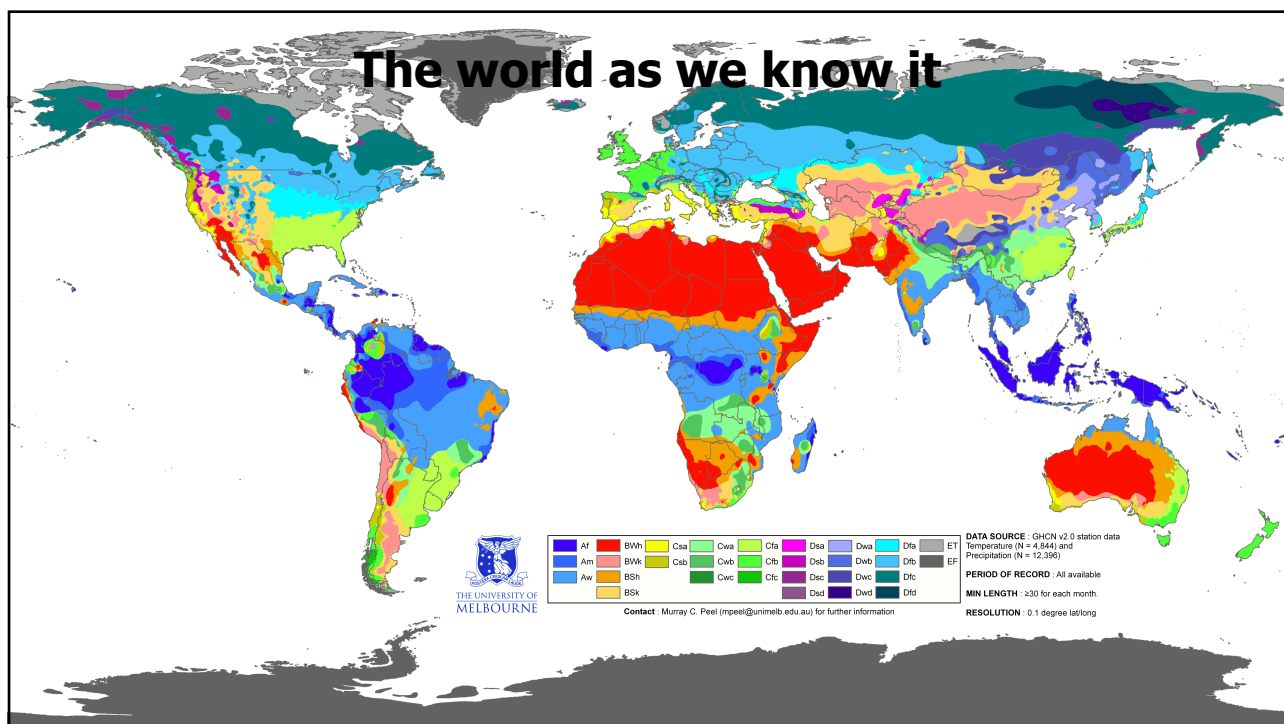 The world as we know it
Af
Am
Aw
BWh
BWk
BSh
BSk
Csa
Csb
Cwa
Cwb
Cwc
Cfa
Cfb
Cfc
Dsa
Dsb
Dsc
Dsd
Dwa
Dwb
Dwc
Dwd
Dfa
Dfb
Dfc
Dfd
ET
EF
THE UNIVERSITY OF
MELBOURNE
Contact : Murray C. Peel (mpeel@unimelb.edu.au) for further information
DATA SOURCE : GHCN v2.0 station data
Temperature (N = 4,844) and
Precipitation (N = 12,396)
PERIOD OF RECORD : All available
MIN LENGTH : ≥30 for each month.
RESOLUTION : 0.1 degree lat/long